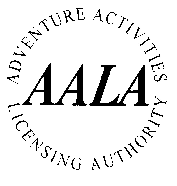 ADVENTURE ACTIVITIES
AALA
LICENSING AUTHORITY